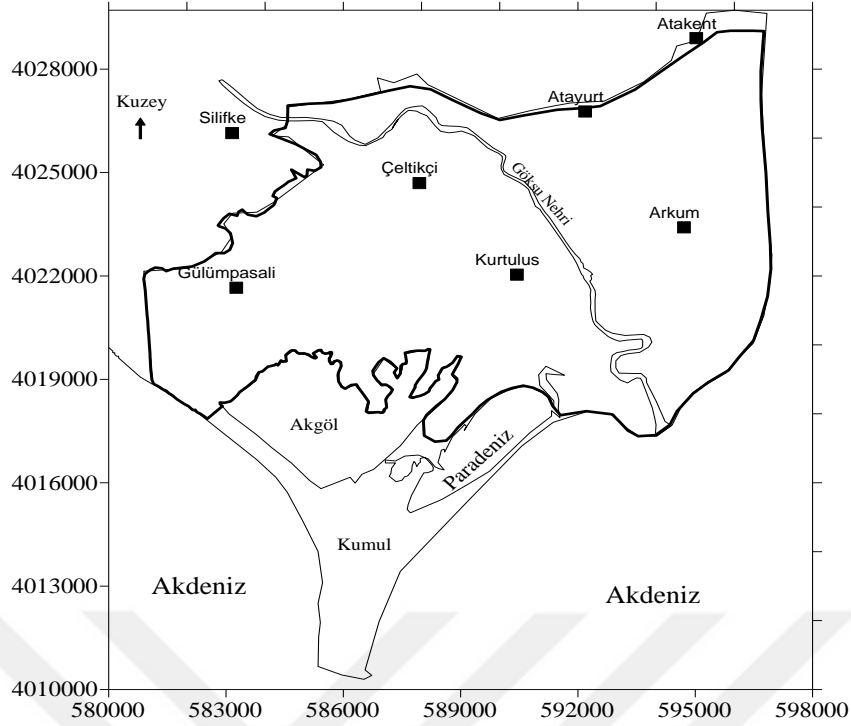 Atakent
4028000
Kuzey
Silifke
Atayurt
4025000
Çeltikçi
Göksu Nehri
Arkum
4022000
Gülümpasali
Kurtulus
4019000
Akgöl
Paradeniz
4016000
Kumul
4013000
Akdeniz
Akdeniz
4010000
580000 583000 586000 589000 592000 595000 598000